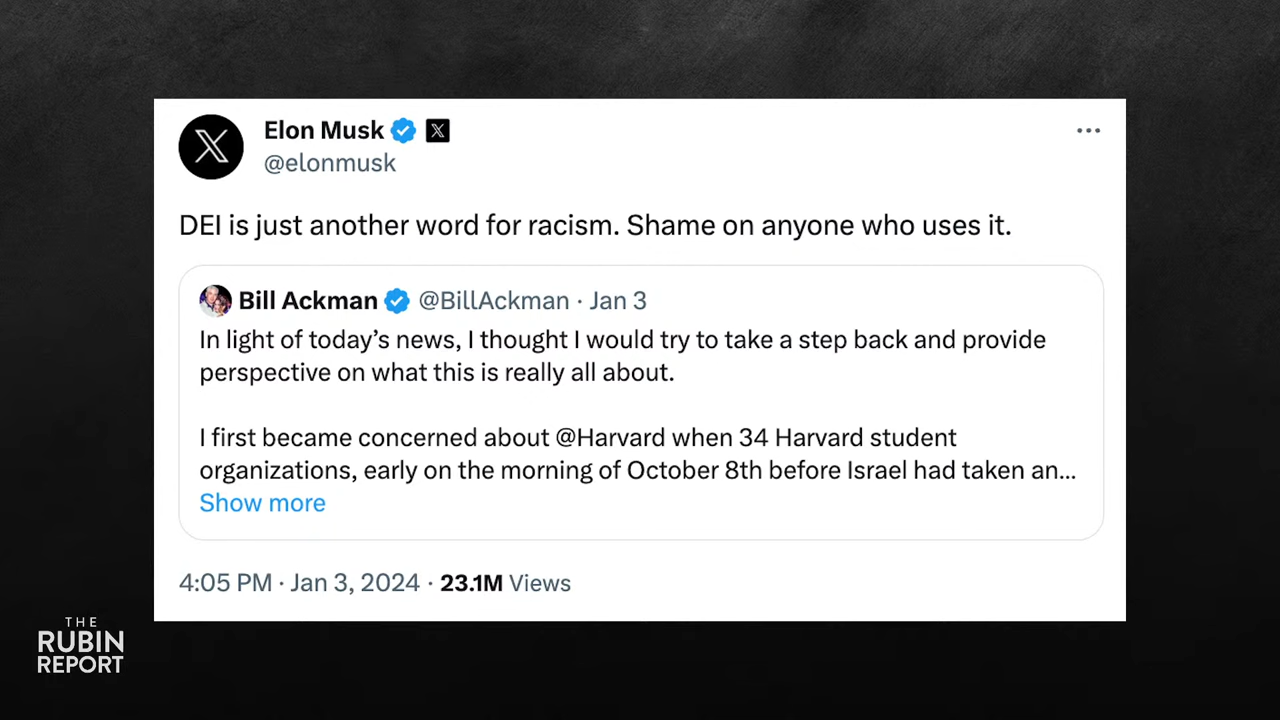 Elon Musk
@elonmusk
DEI is just another word for racism. Shame on anyone who uses it.
Bill Ackman @BillAckman · Jan 3
In light of today’s news, I thought I would try to take a step back and provide
perspective on what this is really all about.
I first became concerned about @Harvard when 34 Harvard student
organizations, early on the morning of October 8th before Israel had taken an...
Show more
4:05 PM · Jan 3, 2024 · 23.1M Views
THE
RUBIN
REPORT